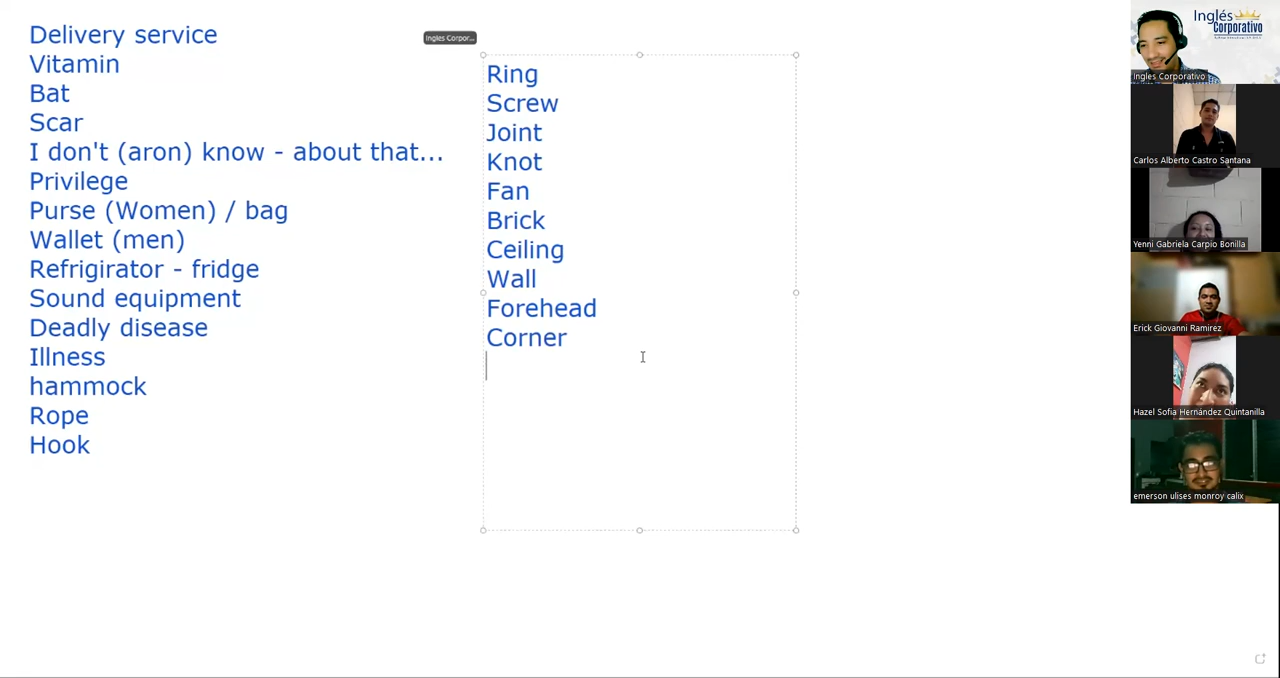 Delivery service
Vitamin
Bat
Scar
I don't (aron) know - about that...
Privilege
Purse (Women) / bag
Wallet (men)
Refrigirator - fridge
Sound equipment
Deadly disease
Illness
hammock
Rope
Hook
Ingles Corpor...
Ring
Screw
Joint
Knot
Fan
Brick
Ceiling
Wall
Forehead
Corner
Inglés
Corporativo
Ingles Corporativo
Carlos Alberto Castro Santana
Yenni Gabriela Carpio Bonilla
Erick Giovanni Ramirez
Hazel Sofia Hernández Quintanilla
emerson ulises monroy calix